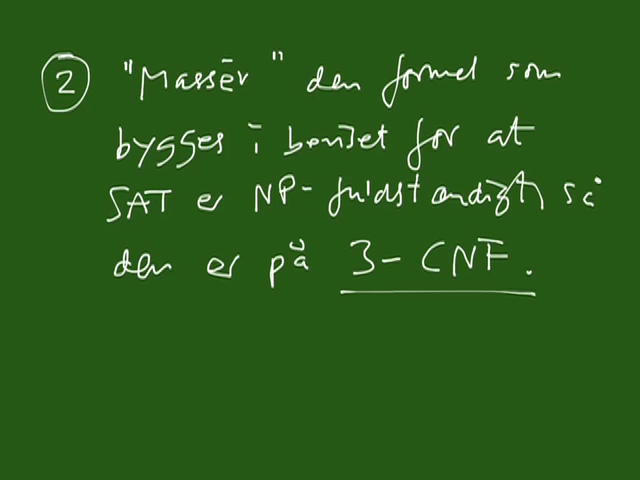 2 "Massér" den formel som
bygges i beviset for at
SAT er NP-fuldstændigt, så
den er på 3-CNF.